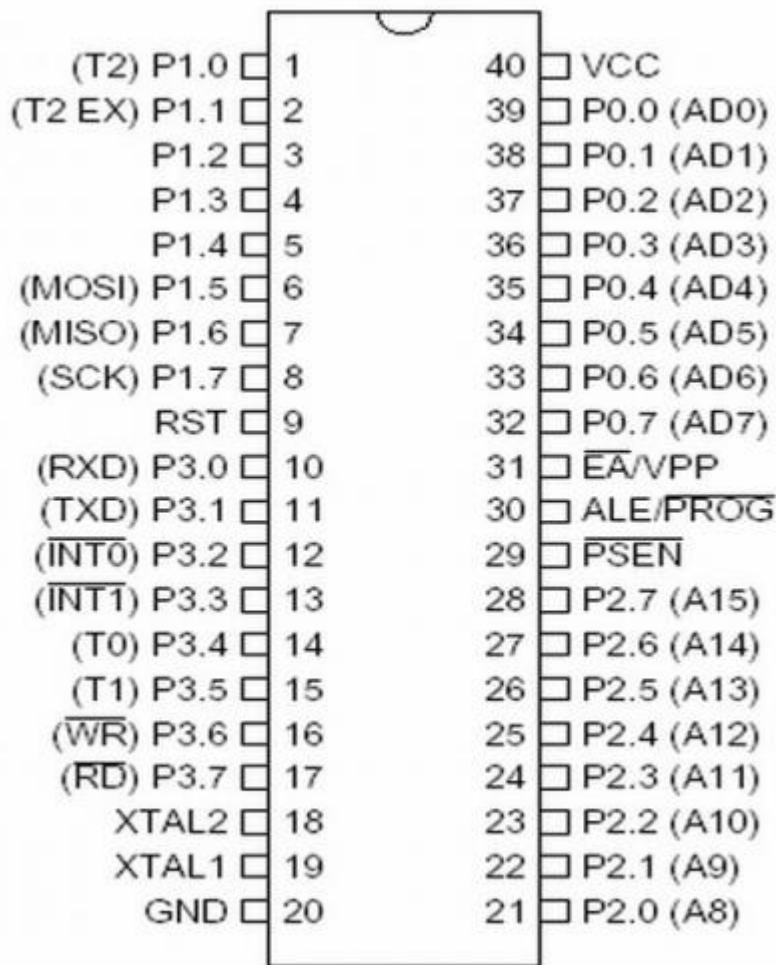 (T2) P1.0 1 40 VCC
(T2 EX) P1.1 2 39 P0.0 (AD0)
P1.2 3 38 P0.1 (AD1)
P1.3 4 37 P0.2 (AD2)
P1.4 5 36 P0.3 (AD3)
(MOSI) P1.5 6 35 P0.4 (AD4)
(MISO) P1.6 7 34 P0.5 (AD5)
(SCK) P1.7 8 33 P0.6 (AD6)
RST 9 32 P0.7 (AD7)
(RXD) P3.0 10 31 E̅A̅/VPP
(TXD) P3.1 11 30 ALE/P̅R̅O̅G̅
(I̅N̅T̅0̅) P3.2 12 29 P̅S̅E̅N̅
(I̅N̅T̅1̅) P3.3 13 28 P2.7 (A15)
(T0) P3.4 14 27 P2.6 (A14)
(T1) P3.5 15 26 P2.5 (A13)
(W̅R̅) P3.6 16 25 P2.4 (A12)
(R̅D̅) P3.7 17 24 P2.3 (A11)
XTAL2 18 23 P2.2 (A10)
XTAL1 19 22 P2.1 (A9)
GND 20 21 P2.0 (A8)